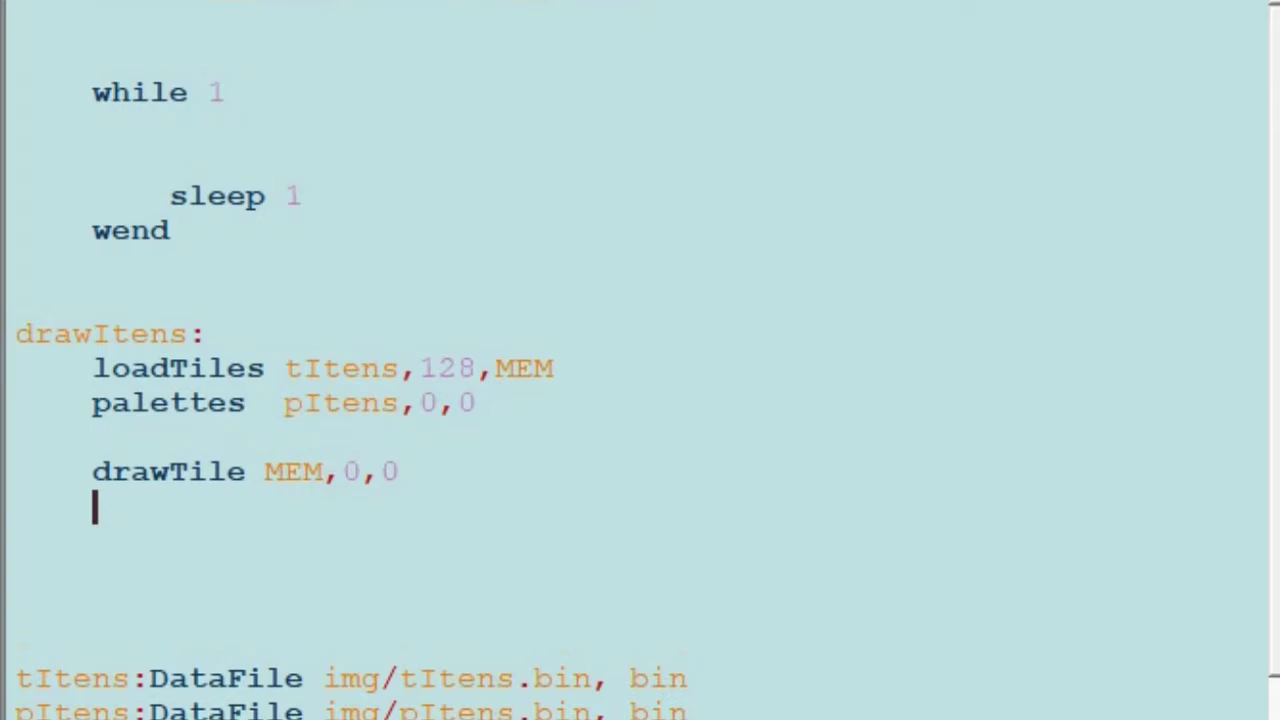 while 1
sleep 1
wend
drawItens:
loadTiles tItens,128,MEM
palettes  pItens,0,0
drawTile MEM,0,0
tItens:DataFile img/tItens.bin, bin
pItens:DataFile img/pItens.bin, bin